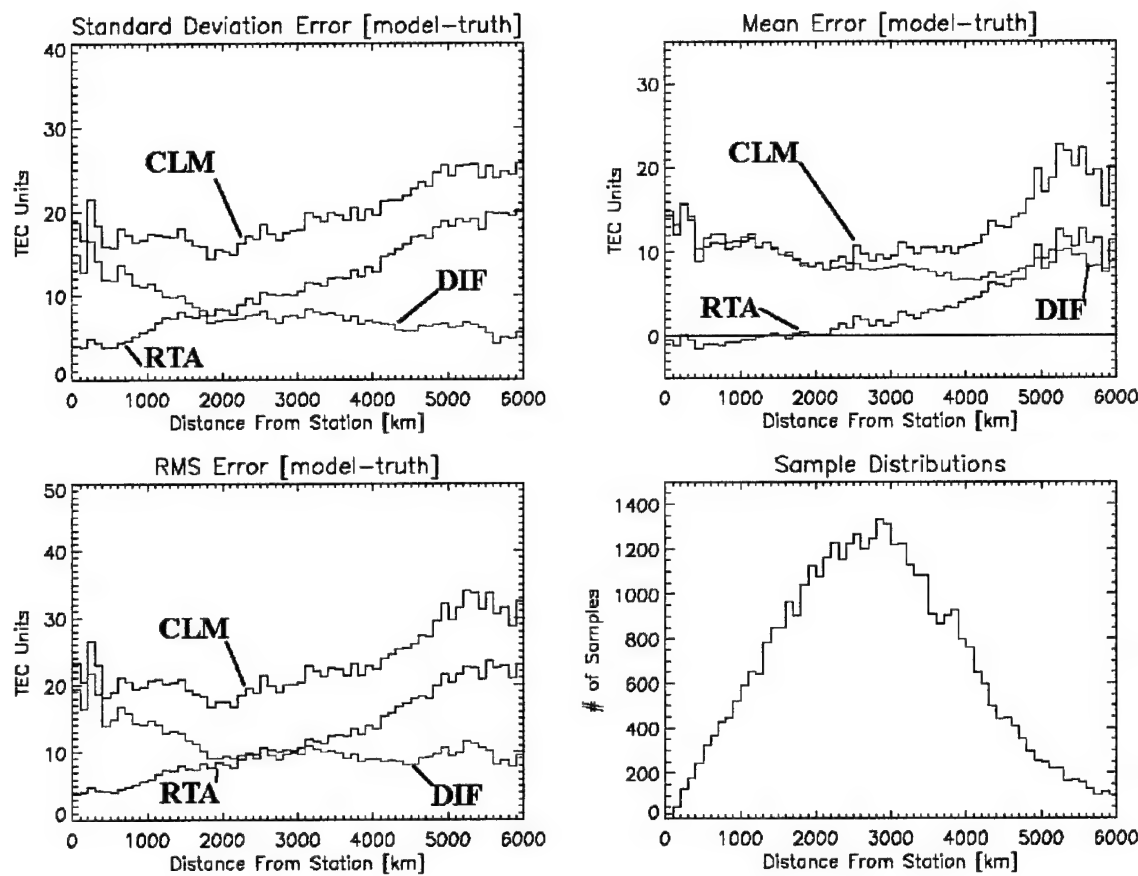 Standard Deviation Error [model-truth]
40
30
20
10
0
TEC Units
CLM
DIF
RTA
0 1000 2000 3000 4000 5000 6000
Distance From Station [km]
Mean Error [model-truth]
30
20
10
0
TEC Units
CLM
RTA
DIF
0 1000 2000 3000 4000 5000 6000
Distance From Station [km]
RMS Error [model-truth]
50
40
30
20
10
0
TEC Units
CLM
RTA
DIF
0 1000 2000 3000 4000 5000 6000
Distance From Station [km]
Sample Distributions
1400
1200
1000
800
600
400
200
0
# of Samples
0 1000 2000 3000 4000 5000 6000
Distance From Station [km]